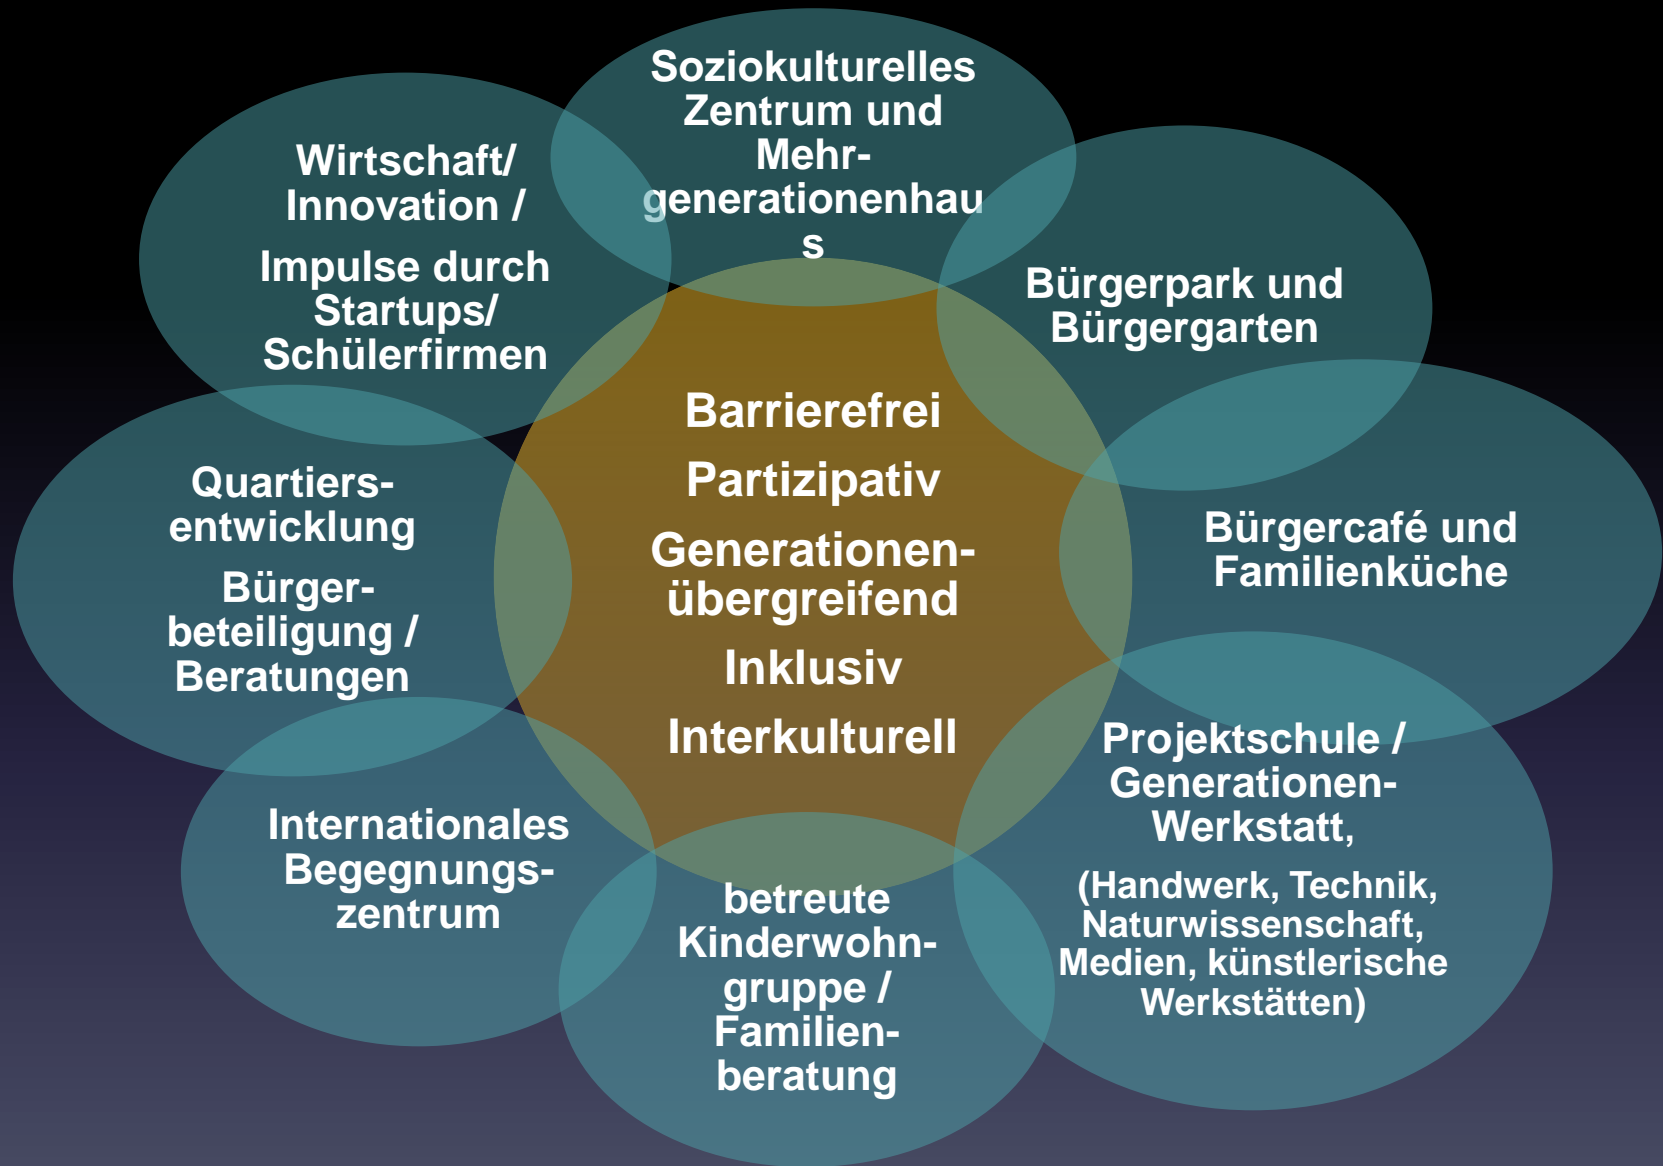 Soziokulturelles
Zentrum und
Mehr-
generationenhau
s
Wirtschaft/
Innovation /
Impulse durch
Startups/
Schülerfirmen
Bürgerpark und
Bürgergarten
Barrierefrei
Partizipativ
Generationen-
übergreifend
Inklusiv
Interkulturell
Quartiers-
entwicklung
Bürger-
beteiligung /
Beratungen
Bürgercafé und
Familienküche
Projektschule /
Generationen-
Werkstatt,
(Handwerk, Technik,
Naturwissenschaft,
Medien, künstlerische
Werkstätten)
Internationales
Begegnungs-
zentrum
betreute
Kinderwohn-
gruppe /
Familien-
beratung